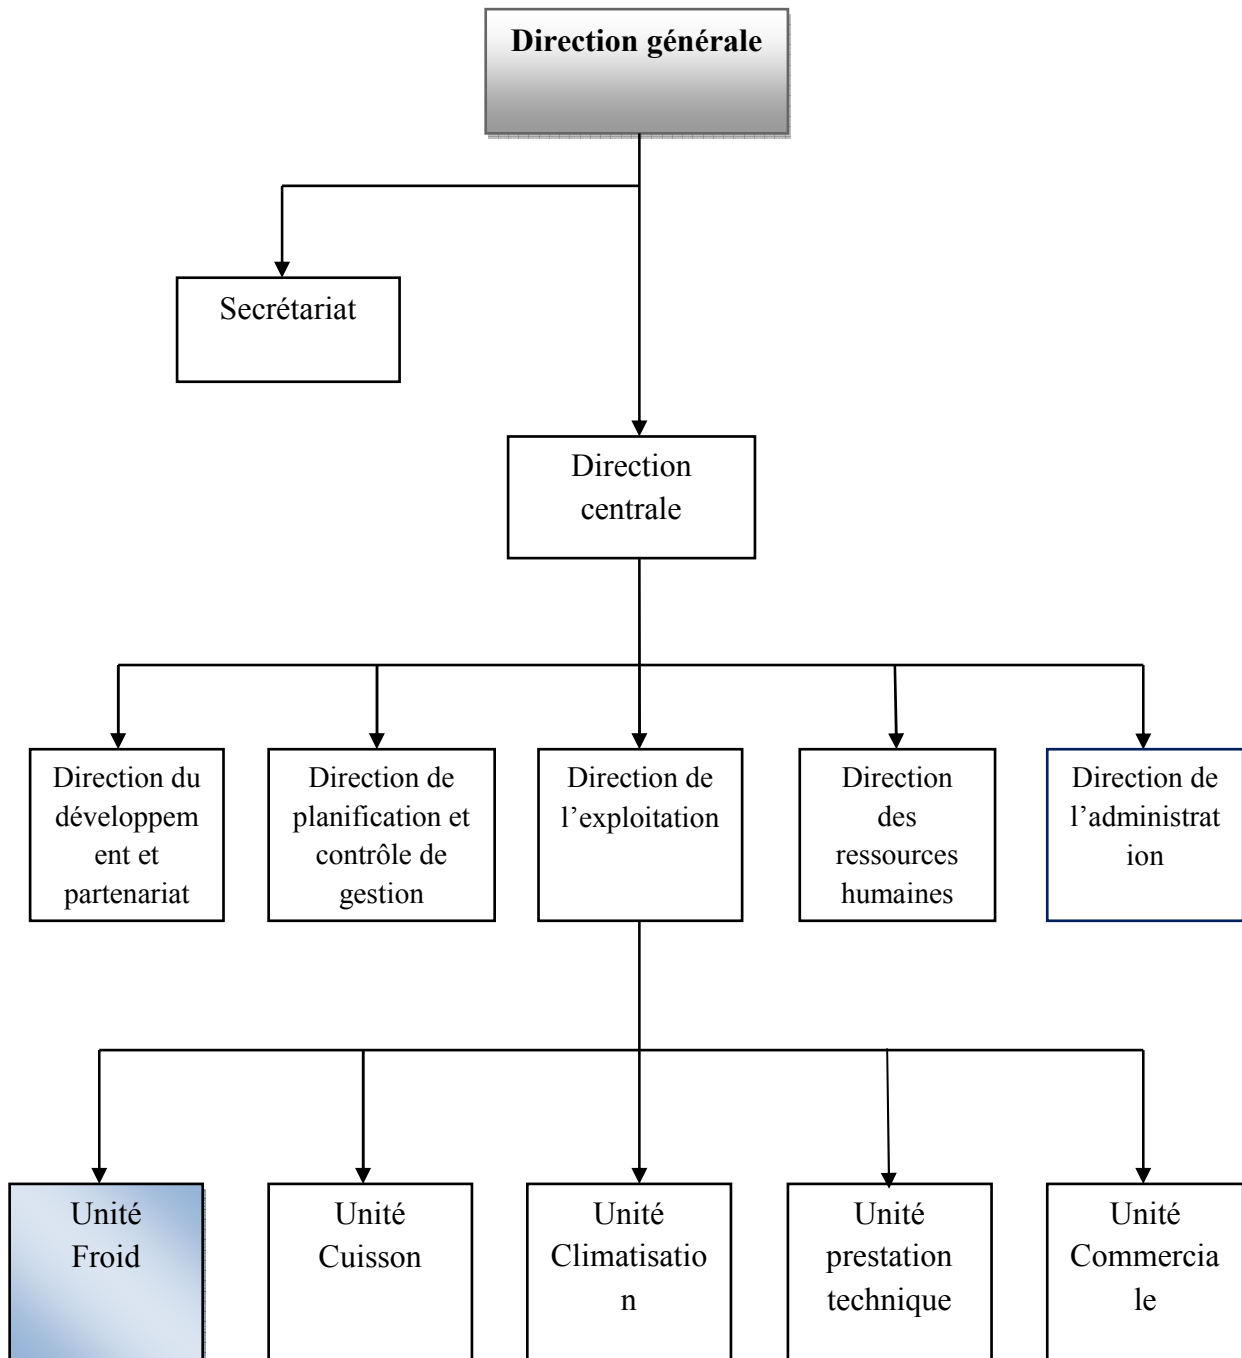 Direction générale
Secrétariat
Direction
centrale
Direction du
développem
ent et
partenariat
Direction de
planification et
contrôle de
gestion
Direction de
l’exploitation
Direction
des
ressources
humaines
Direction de
l’administrat
ion
Unité
Froid
Unité
Cuisson
Unité
Climatisatio
n
Unité
prestation
technique
Unité
Commercia
le